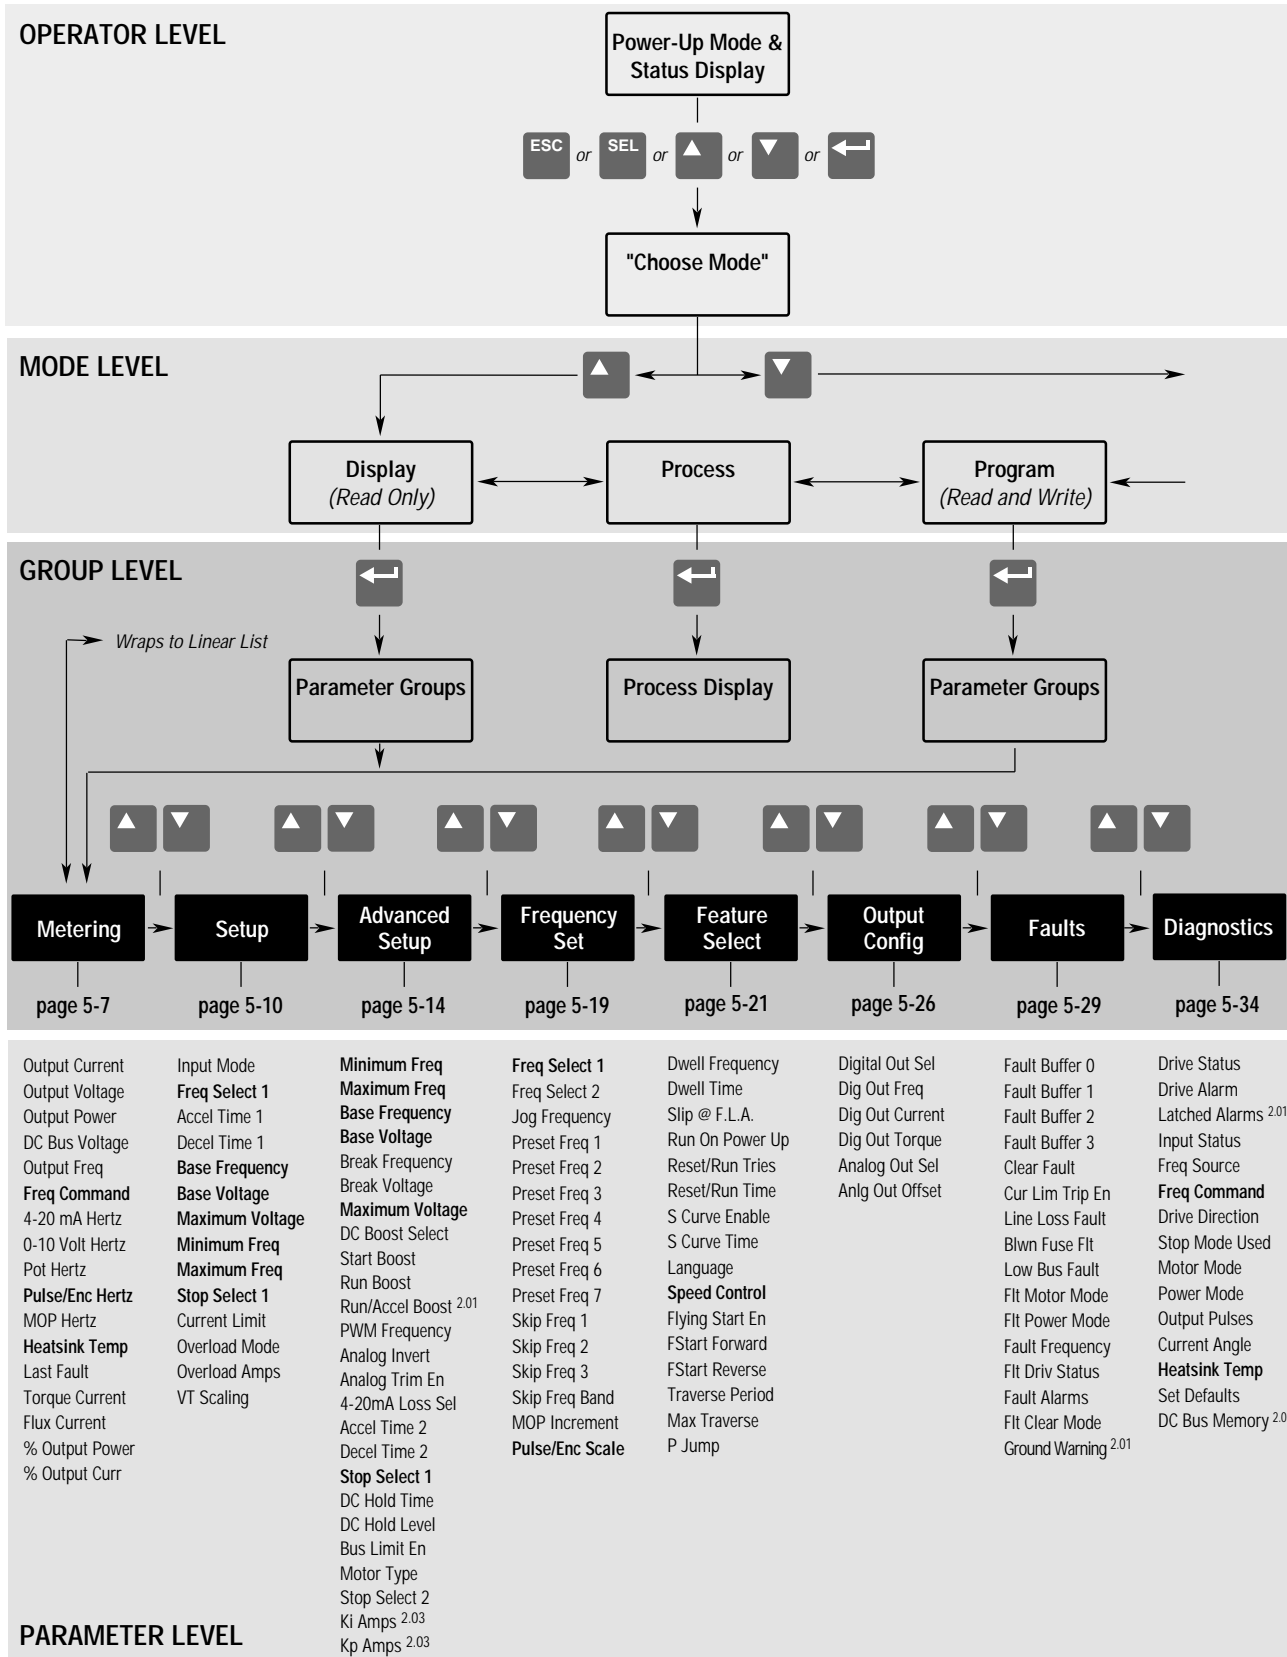 OPERATOR LEVEL
Power-Up Mode &
Status Display
ESC or SEL or or or
"Choose Mode"
MODE LEVEL
Display
(Read Only)
Process
Program
(Read and Write)
GROUP LEVEL
Wraps to Linear List
Parameter Groups
Process Display
Parameter Groups
Metering
Setup
Advanced
Setup
Frequency
Set
Feature
Select
Output
Config
Faults
Diagnostics
page 5-7
page 5-10
page 5-14
page 5-19
page 5-21
page 5-26
page 5-29
page 5-34
Output Current
Output Voltage
Output Power
DC Bus Voltage
Output Freq
Freq Command
4-20 mA Hertz
0-10 Volt Hertz
Pot Hertz
Pulse/Enc Hertz
MOP Hertz
Heatsink Temp
Last Fault
Torque Current
Flux Current
% Output Power
% Output Curr
Input Mode
Freq Select 1
Accel Time 1
Decel Time 1
Base Frequency
Base Voltage
Maximum Voltage
Minimum Freq
Maximum Freq
Stop Select 1
Current Limit
Overload Mode
Overload Amps
VT Scaling
Minimum Freq
Maximum Freq
Base Frequency
Base Voltage
Break Frequency
Break Voltage
Maximum Voltage
DC Boost Select
Start Boost
Run Boost
Run/Accel Boost 2.01
PWM Frequency
Analog Invert
Analog Trim En
4-20mA Loss Sel
Accel Time 2
Decel Time 2
Stop Select 1
DC Hold Time
DC Hold Level
Bus Limit En
Motor Type
Stop Select 2
Ki Amps 2.03
Kp Amps 2.03
Freq Select 1
Freq Select 2
Jog Frequency
Preset Freq 1
Preset Freq 2
Preset Freq 3
Preset Freq 4
Preset Freq 5
Preset Freq 6
Preset Freq 7
Skip Freq 1
Skip Freq 2
Skip Freq 3
Skip Freq Band
MOP Increment
Pulse/Enc Scale
Dwell Frequency
Dwell Time
Slip @ F.L.A.
Run On Power Up
Reset/Run Tries
Reset/Run Time
S Curve Enable
S Curve Time
Language
Speed Control
Flying Start En
FStart Forward
FStart Reverse
Traverse Period
Max Traverse
P Jump
Digital Out Sel
Dig Out Freq
Dig Out Current
Dig Out Torque
Analog Out Sel
Anlg Out Offset
Fault Buffer 0
Fault Buffer 1
Fault Buffer 2
Fault Buffer 3
Clear Fault
Cur Lim Trip En
Line Loss Fault
Blwn Fuse Flt
Low Bus Fault
Flt Motor Mode
Flt Power Mode
Fault Frequency
Flt Driv Status
Fault Alarms
Flt Clear Mode
Ground Warning 2.01
Drive Status
Drive Alarm
Latched Alarms 2.01
Input Status
Freq Source
Freq Command
Drive Direction
Stop Mode Used
Motor Mode
Power Mode
Output Pulses
Current Angle
Heatsink Temp
Set Defaults
DC Bus Memory 2.0
PARAMETER LEVEL